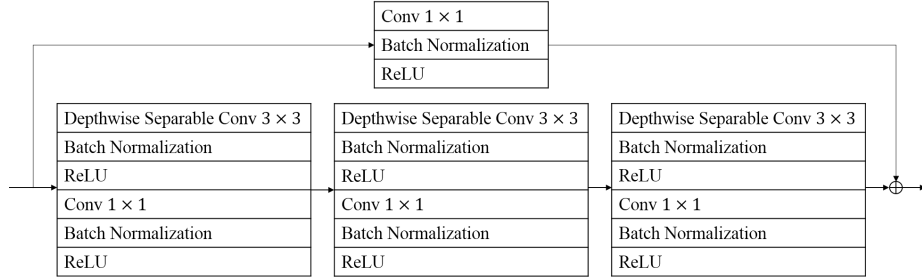 Conv 1 × 1
Batch Normalization
ReLU
Depthwise Separable Conv 3 × 3
Batch Normalization
ReLU
Conv 1 × 1
Batch Normalization
ReLU
Depthwise Separable Conv 3 × 3
Batch Normalization
ReLU
Conv 1 × 1
Batch Normalization
ReLU
Depthwise Separable Conv 3 × 3
Batch Normalization
ReLU
Conv 1 × 1
Batch Normalization
ReLU